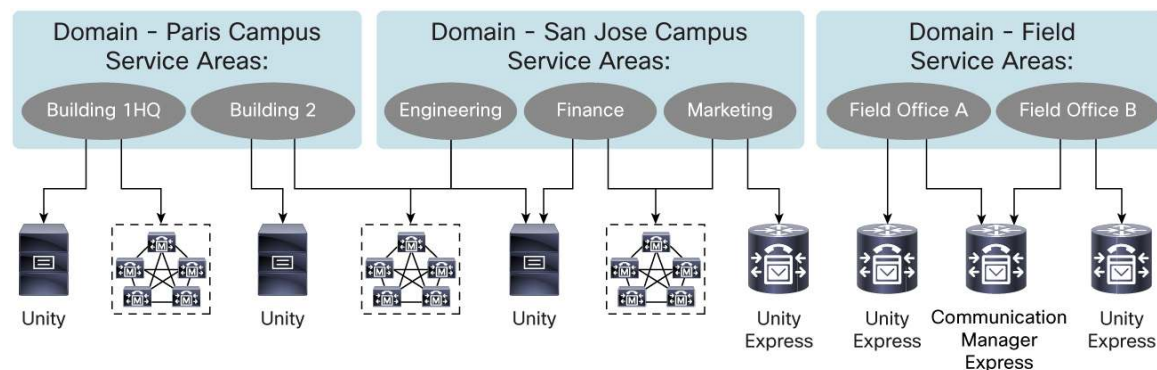 Domain - Paris Campus
Service Areas:
Building 1HQ
Building 2
Domain - San Jose Campus
Service Areas:
Engineering
Finance
Marketing
Domain - Field
Service Areas:
Field Office A
Field Office B
Unity
M
M
M
M
M
Unity
M
M
M
M
M
Unity
M
M
M
M
M
Unity
Express
Unity
Express
Communication
Manager
Express
Unity
Express